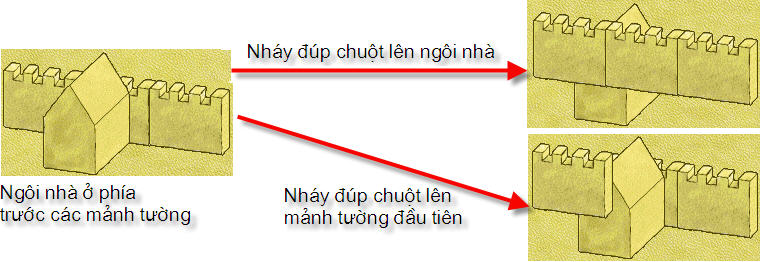 Nháy đúp chuột lên ngôi nhà
Ngôi nhà ở phía
trước các mảnh tường
Nháy đúp chuột lên
mảnh tường đầu tiên